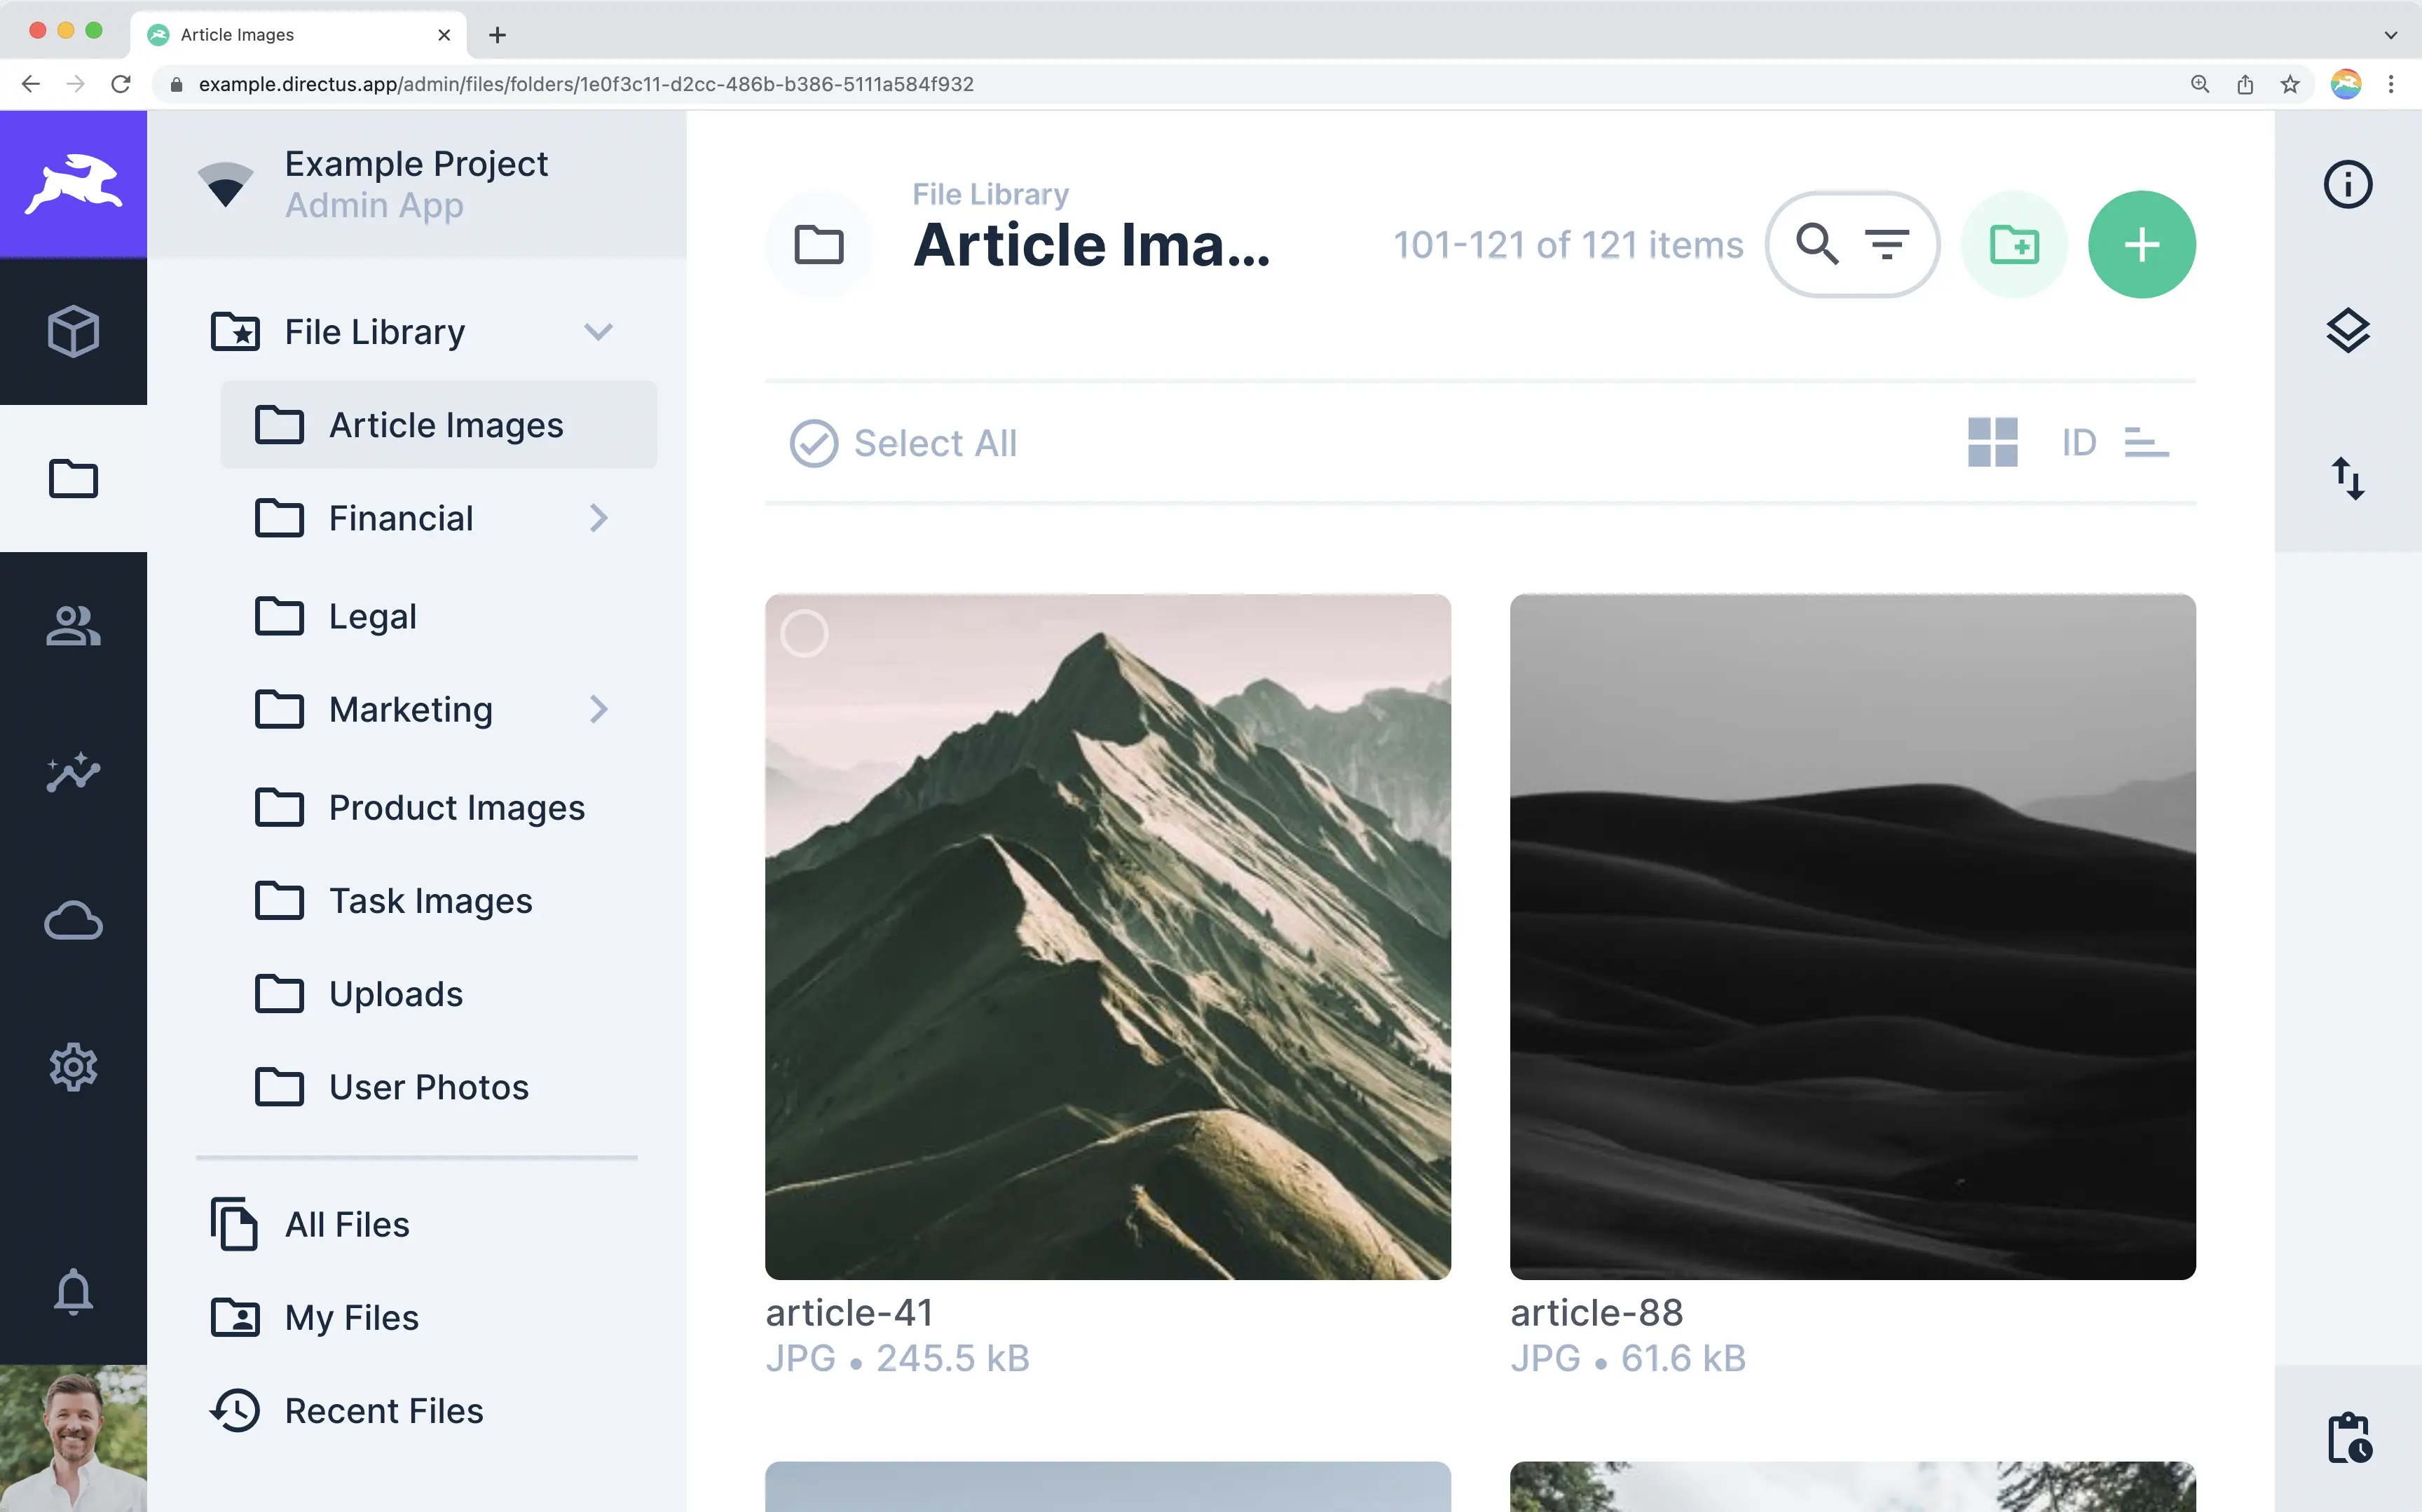 Article Images
example.directus.app/admin/files/folders/1e0f3c11-d2cc-486b-b386-5111a584f932
Example Project
Admin App
File Library
Article Images
Financial
Legal
Marketing
Product Images
Task Images
Uploads
User Photos
All Files
My Files
Recent Files
File Library
Article Ima...
101-121 of 121 items
Select All
ID
article-41
JPG • 245.5 kB
article-88
JPG • 61.6 kB